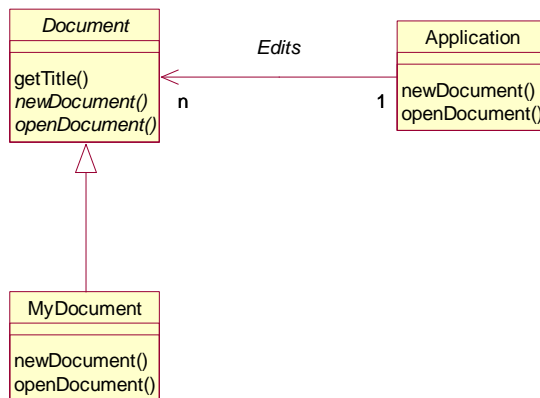 Document
getTitle()
newDocument()
openDocument()
Edits
n
1
Application
newDocument()
openDocument()
MyDocument
newDocument()
openDocument()